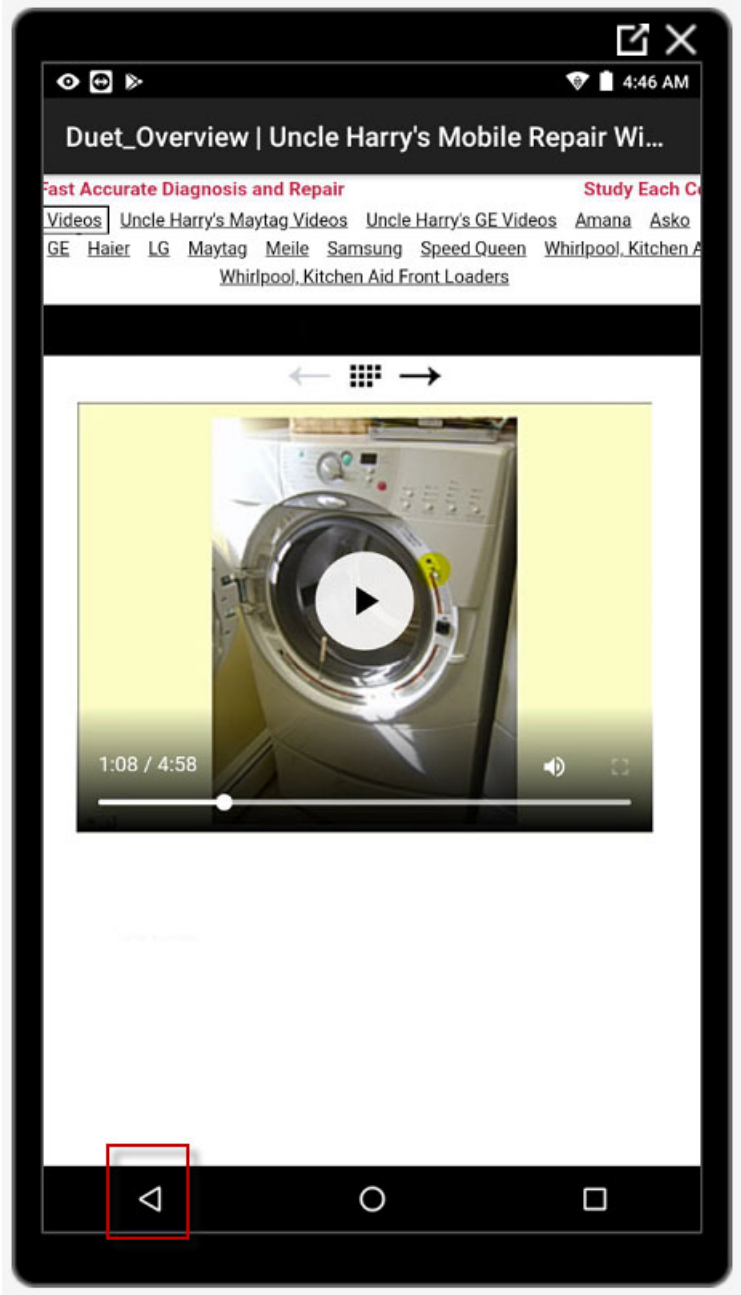 4:46 AM
Duet_Overview | Uncle Harry's Mobile Repair Wi...
Fast Accurate Diagnosis and Repair Study Each Co
Videos Uncle Harry's Maytag Videos Uncle Harry's GE Videos Amana Asko
GE Haier LG Maytag Meile Samsung Speed Queen Whirlpool, Kitchen A
Whirlpool, Kitchen Aid Front Loaders
1:08 / 4:58